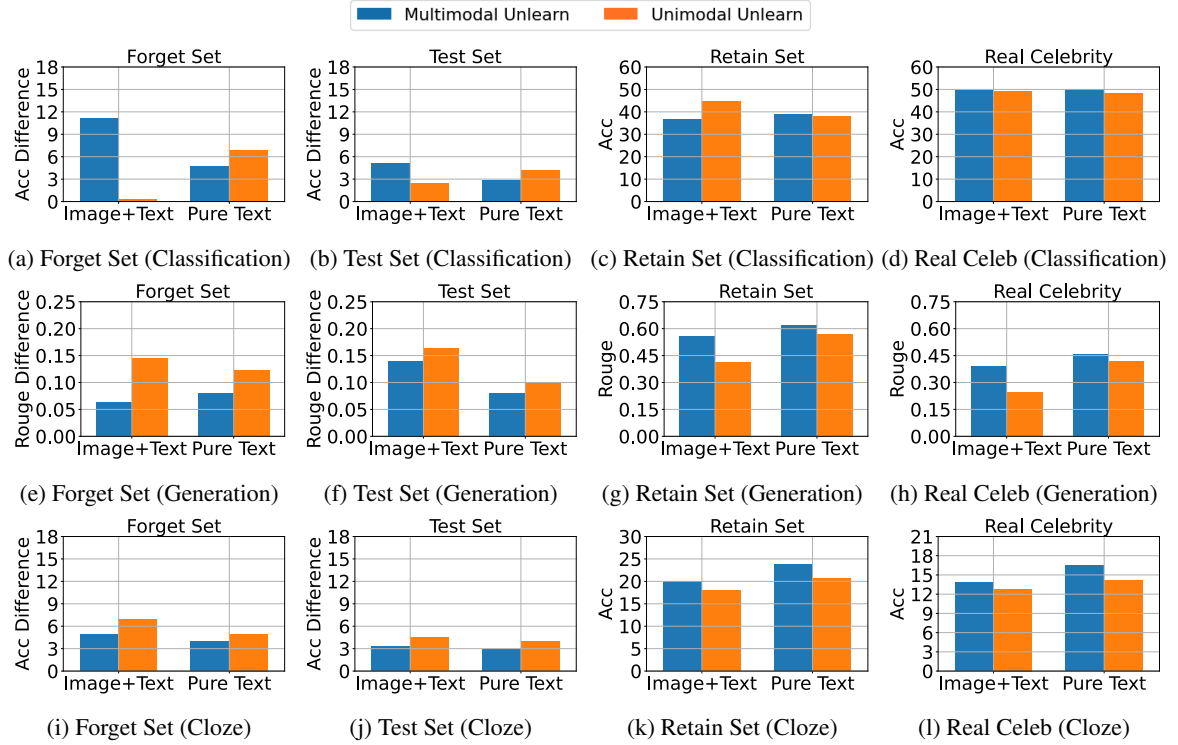 Multimodal Unlearn Unimodal Unlearn
Forget Set Test Set Retain Set Real Celebrity
Acc Difference
18
15
12
9
6
3
0
Image+Text Pure Text
Acc Difference
18
15
12
9
6
3
0
Image+Text Pure Text
Acc
60
50
40
30
20
10
0
Image+Text Pure Text
Acc
60
50
40
30
20
10
0
Image+Text Pure Text
(a) Forget Set (Classification) (b) Test Set (Classification) (c) Retain Set (Classification) (d) Real Celeb (Classification)
Forget Set Test Set Retain Set Real Celebrity
Rouge Difference
0.25
0.20
0.15
0.10
0.05
0.00
Image+Text Pure Text
Rouge Difference
0.25
0.20
0.15
0.10
0.05
0.00
Image+Text Pure Text
Rouge
0.75
0.60
0.45
0.30
0.15
0.00
Image+Text Pure Text
Rouge
0.75
0.60
0.45
0.30
0.15
0.00
Image+Text Pure Text
(e) Forget Set (Generation) (f) Test Set (Generation) (g) Retain Set (Generation) (h) Real Celeb (Generation)
Forget Set Test Set Retain Set Real Celebrity
Acc Difference
18
15
12
9
6
3
0
Image+Text Pure Text
Acc Difference
18
15
12
9
6
3
0
Image+Text Pure Text
Acc
30
25
20
15
10
5
0
Image+Text Pure Text
Acc
21
18
15
12
9
6
3
0
Image+Text Pure Text
(i) Forget Set (Cloze) (j) Test Set (Cloze) (k) Retain Set (Cloze) (l) Real Celeb (Cloze)